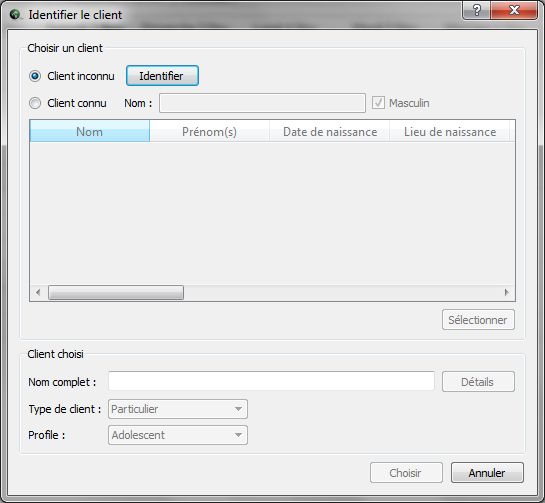 Identifier le client
Choisir un client
Client inconnu Identifier
Client connu Nom : Masculin
Nom Prénom(s) Date de naissance Lieu de naissance
Sélectionner
Client choisi
Nom complet : Détails
Type de client : Particulier
Profile : Adolescent
Choisir Annuler